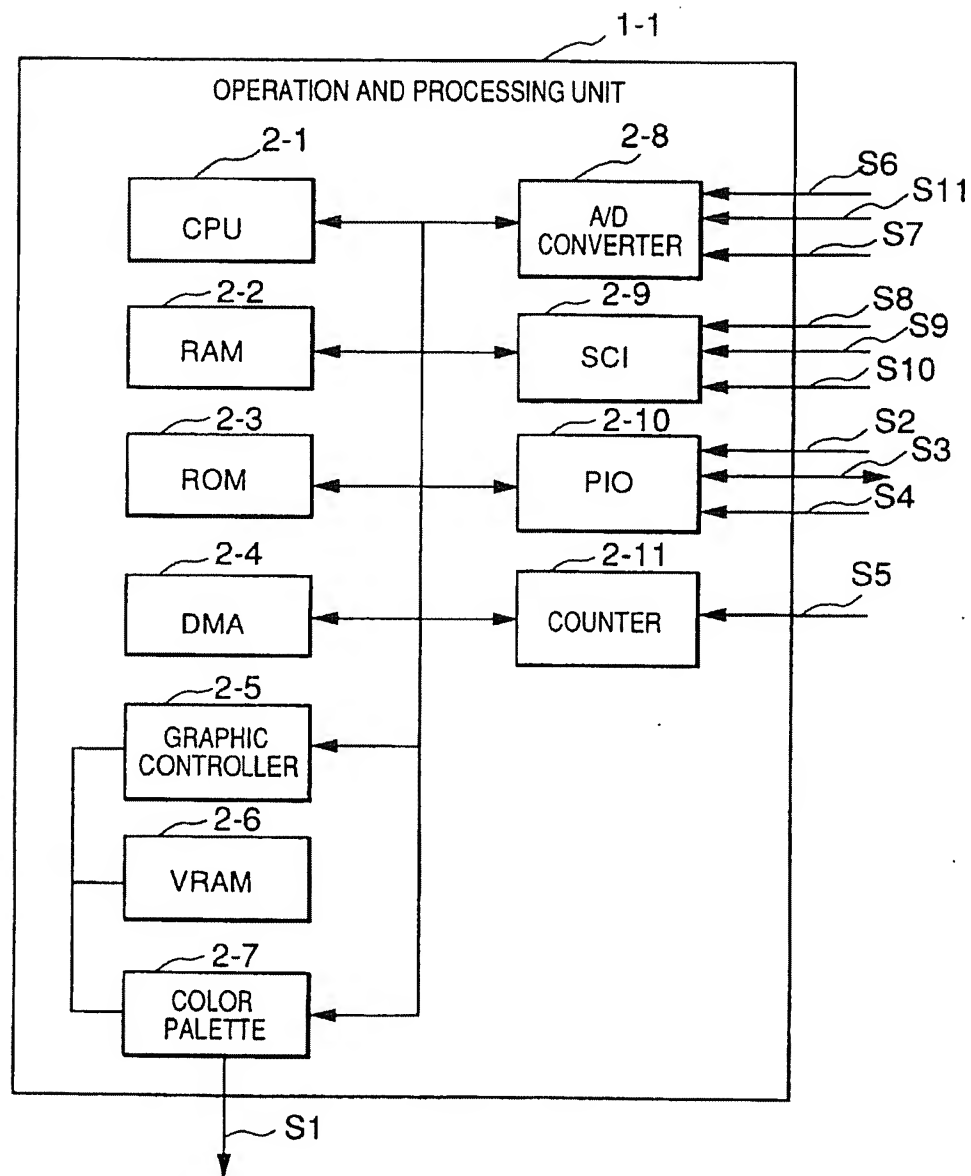 1-1
OPERATION AND PROCESSING UNIT
2-1
CPU
2-2
RAM
2-3
ROM
2-4
DMA
2-5
GRAPHIC
CONTROLLER
2-6
VRAM
2-7
COLOR
PALETTE
S1
2-8
A/D
CONVERTER
S6
S11
S7
2-9
SCI
S8
S9
S10
2-10
PIO
S2
S3
S4
2-11
COUNTER
S5